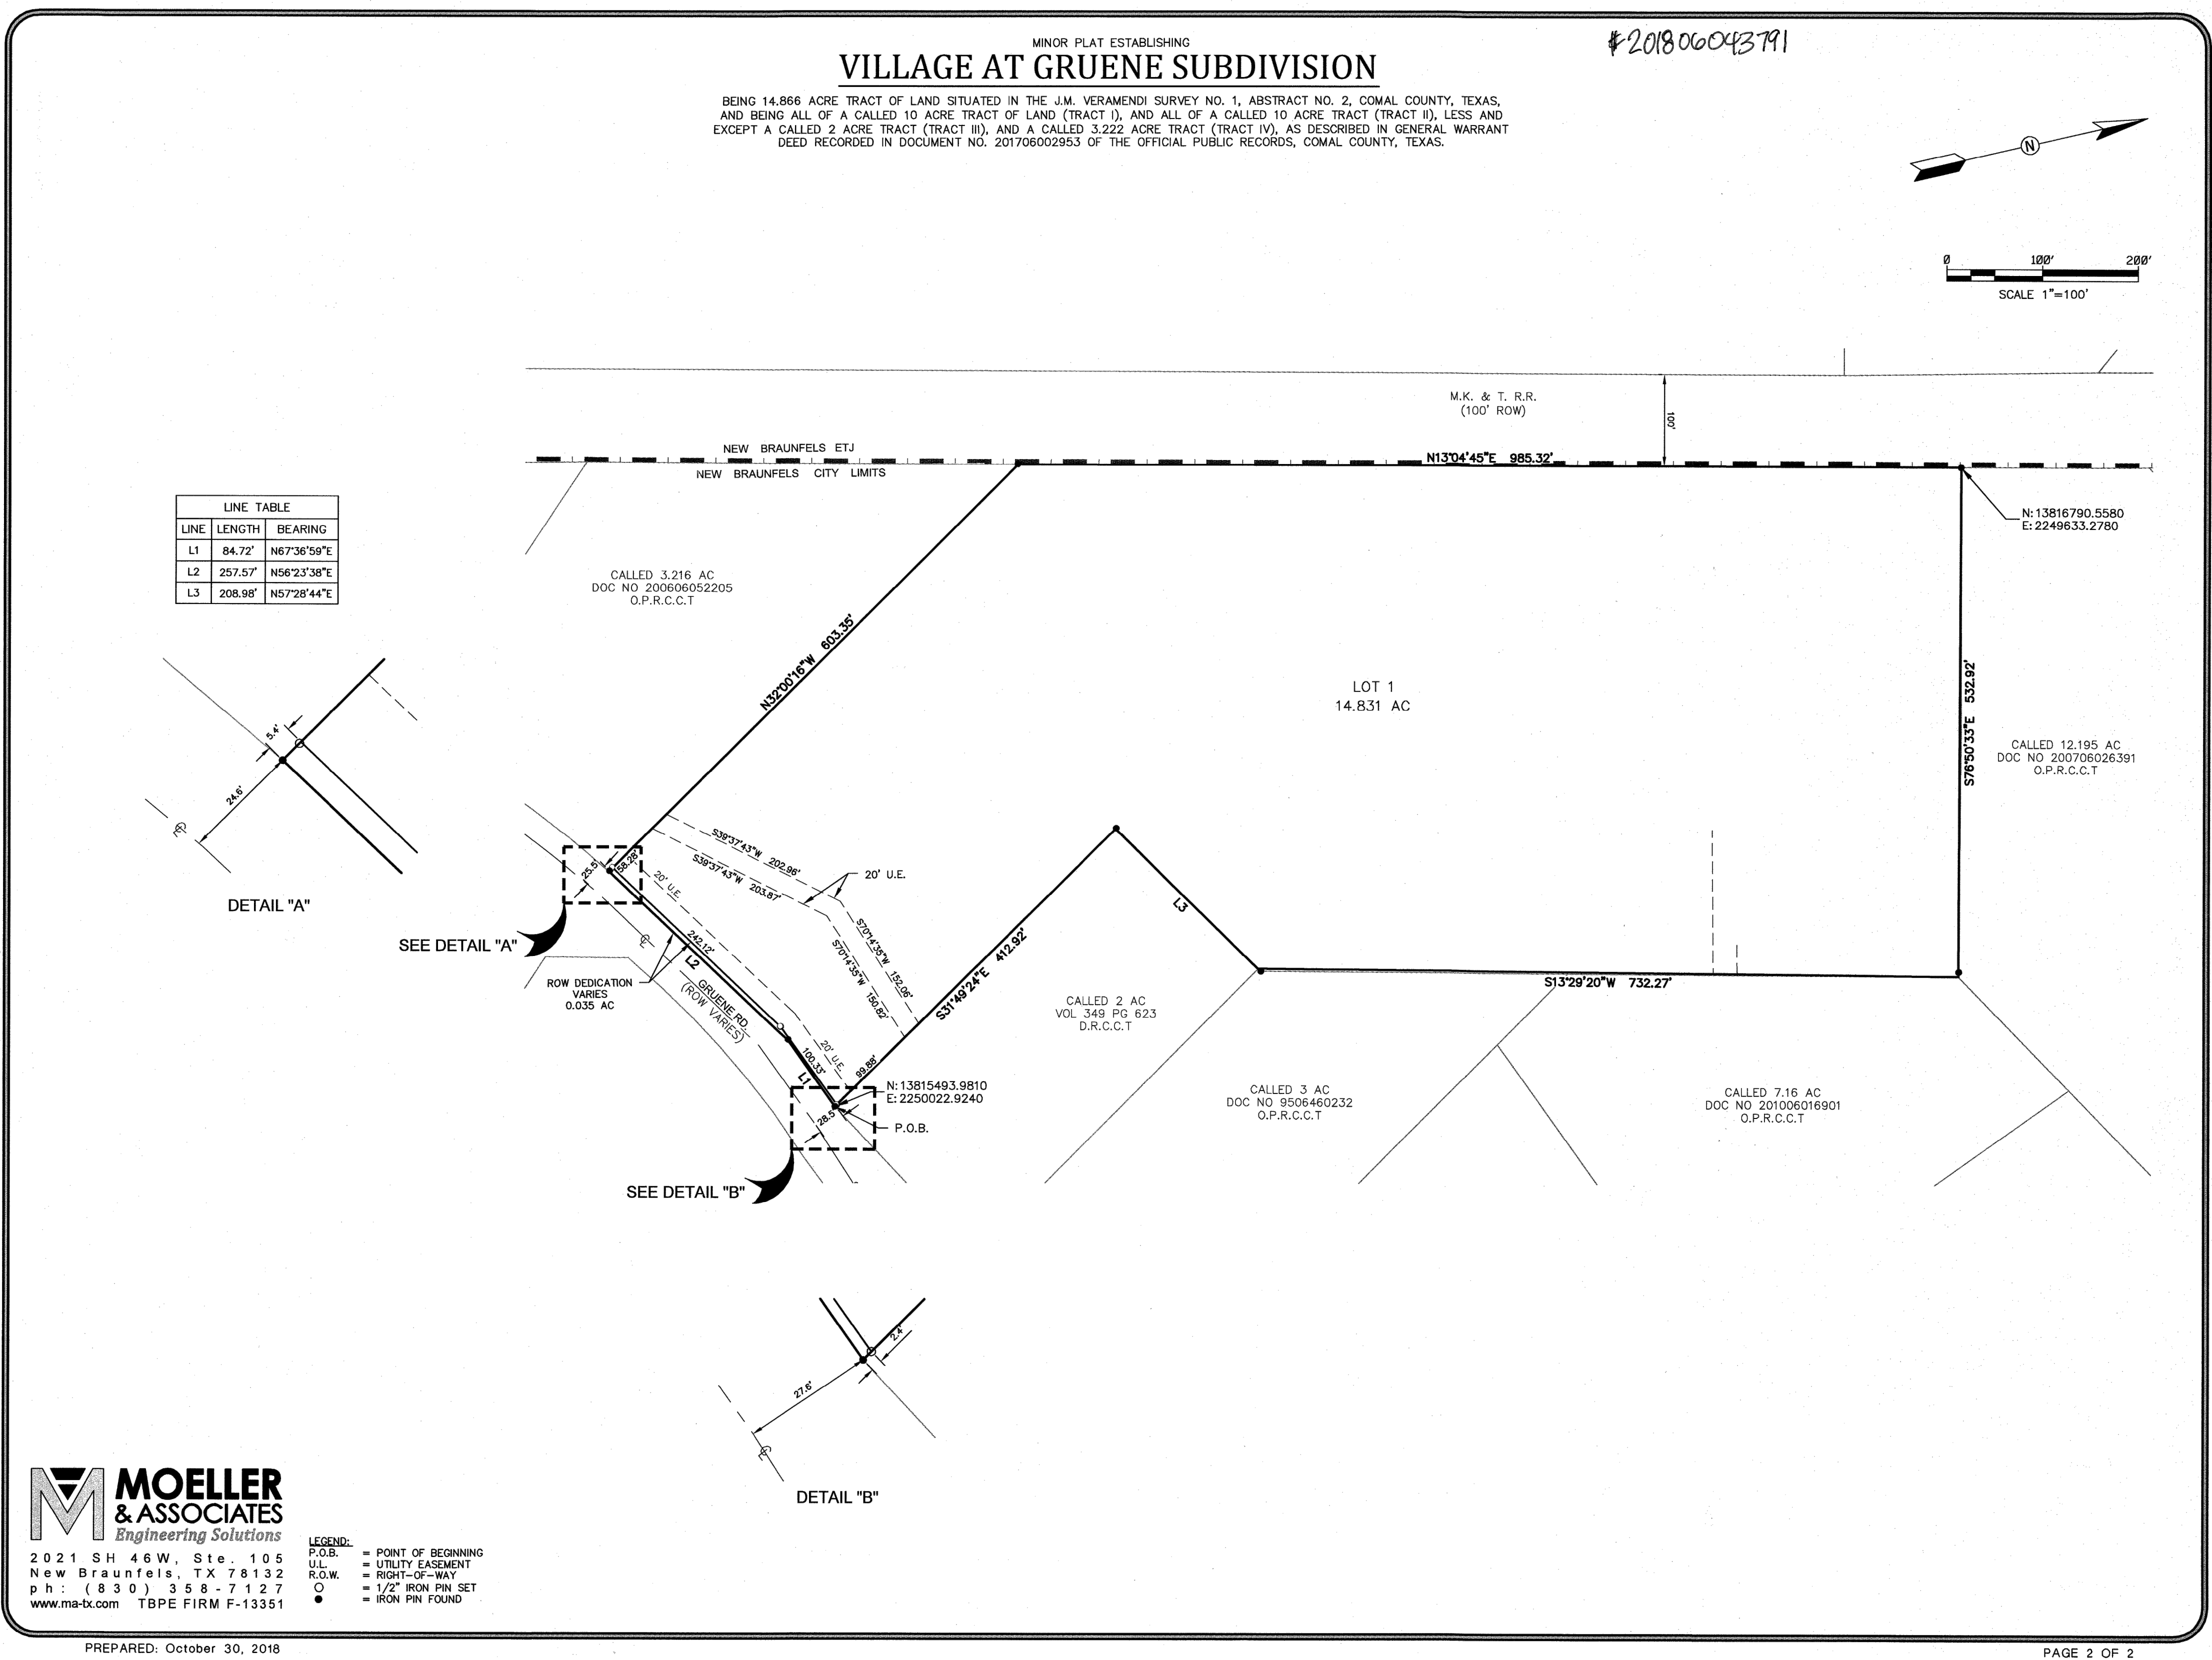 MINOR PLAT ESTABLISHING
VILLAGE AT GRUENE SUBDIVISION
#201806043791
BEING 14.866 ACRE TRACT OF LAND SITUATED IN THE J.M. VERAMENDI SURVEY NO. 1, ABSTRACT NO. 2, COMAL COUNTY, TEXAS,
AND BEING ALL OF A CALLED 10 ACRE TRACT OF LAND (TRACT I), AND ALL OF A CALLED 10 ACRE TRACT (TRACT II), LESS AND
EXCEPT A CALLED 2 ACRE TRACT (TRACT III), AND A CALLED 3.222 ACRE TRACT (TRACT IV), AS DESCRIBED IN GENERAL WARRANT
DEED RECORDED IN DOCUMENT NO. 201706002953 OF THE OFFICIAL PUBLIC RECORDS, COMAL COUNTY, TEXAS.
N
0 100' 200'
SCALE 1"=100'
M.K. & T. R.R.
(100' ROW)
100'
NEW BRAUNFELS ETJ
NEW BRAUNFELS CITY LIMITS
N13°04'45"E 985.32'
N:13816790.5580
E:2249633.2780
LINE TABLE
LINE LENGTH BEARING
L1 84.72' N67°36'59"E
L2 257.57' N56°23'38"E
L3 208.98' N57°28'44"E
CALLED 3.216 AC
DOC NO 200606052205
O.P.R.C.C.T
N32°00'16"W 603.35'
LOT 1
14.831 AC
S76°50'33"E 532.92'
CALLED 12.195 AC
DOC NO 200706026391
O.P.R.C.C.T
5.4'
24.6'
DETAIL "A"
25.5'
58.28'
20' U.E.
S39°37'43"W 202.96'
S39°37'43"W 203.87'
20' U.E.
S70°14'35"W 152.06'
S70°14'35"W 150.82'
SEE DETAIL "A"
242.12'
L2
ROW DEDICATION
VARIES
0.035 AC
GRUENE RD.
(ROW VARIES)
20' U.E.
100.33'
L1
99.88'
S31°49'24"E 412.92'
L3
S13°29'20"W 732.27'
CALLED 2 AC
VOL 349 PG 623
D.R.C.C.T
N:13815493.9810
E:2250022.9240
28.5'
P.O.B.
CALLED 3 AC
DOC NO 9506460232
O.P.R.C.C.T
CALLED 7.16 AC
DOC NO 201006016901
O.P.R.C.C.T
SEE DETAIL "B"
2.4'
27.6'
DETAIL "B"
MOELLER
& ASSOCIATES
Engineering Solutions
2021 SH 46W, Ste. 105
New Braunfels, TX 78132
ph: (830) 358-7127
www.ma-tx.com TBPE FIRM F-13351
LEGEND:
P.O.B. = POINT OF BEGINNING
U.L. = UTILITY EASEMENT
R.O.W. = RIGHT-OF-WAY
= 1/2" IRON PIN SET
= IRON PIN FOUND
PREPARED: October 30, 2018
PAGE 2 OF 2